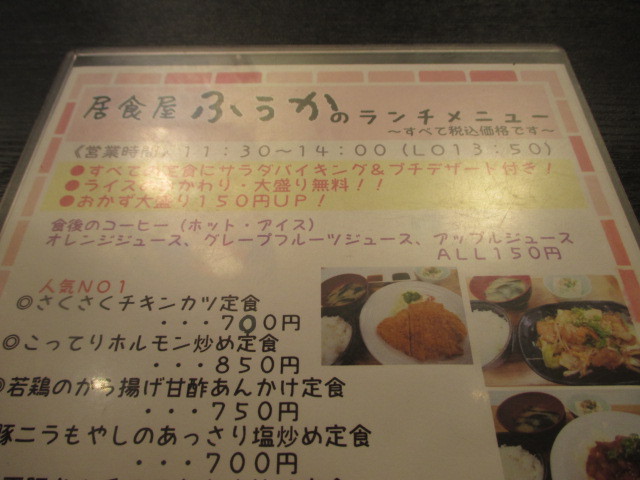 居食屋 ふうかのランチメニュー
～すべて税込価格です～
《営業時間》11：30～14：00（LO13：50）
●すべての定食にサラダバイキング＆プチデザート付き！
●ライスおかわり・大盛り無料！！
●おかず大盛り150円UP！
食後のコーヒー（ホット・アイス）
オレンジジュース、グレープフルーツジュース、アップルジュース
ALL150円
人気NO1
◎さくさくチキンカツ定食
・・・700円
◎こってりホルモン炒め定食
・・・850円
◎若鶏のから揚げ甘酢あんかけ定食
・・・750円
豚ニラもやしのあっさり塩炒め定食
・・・700円